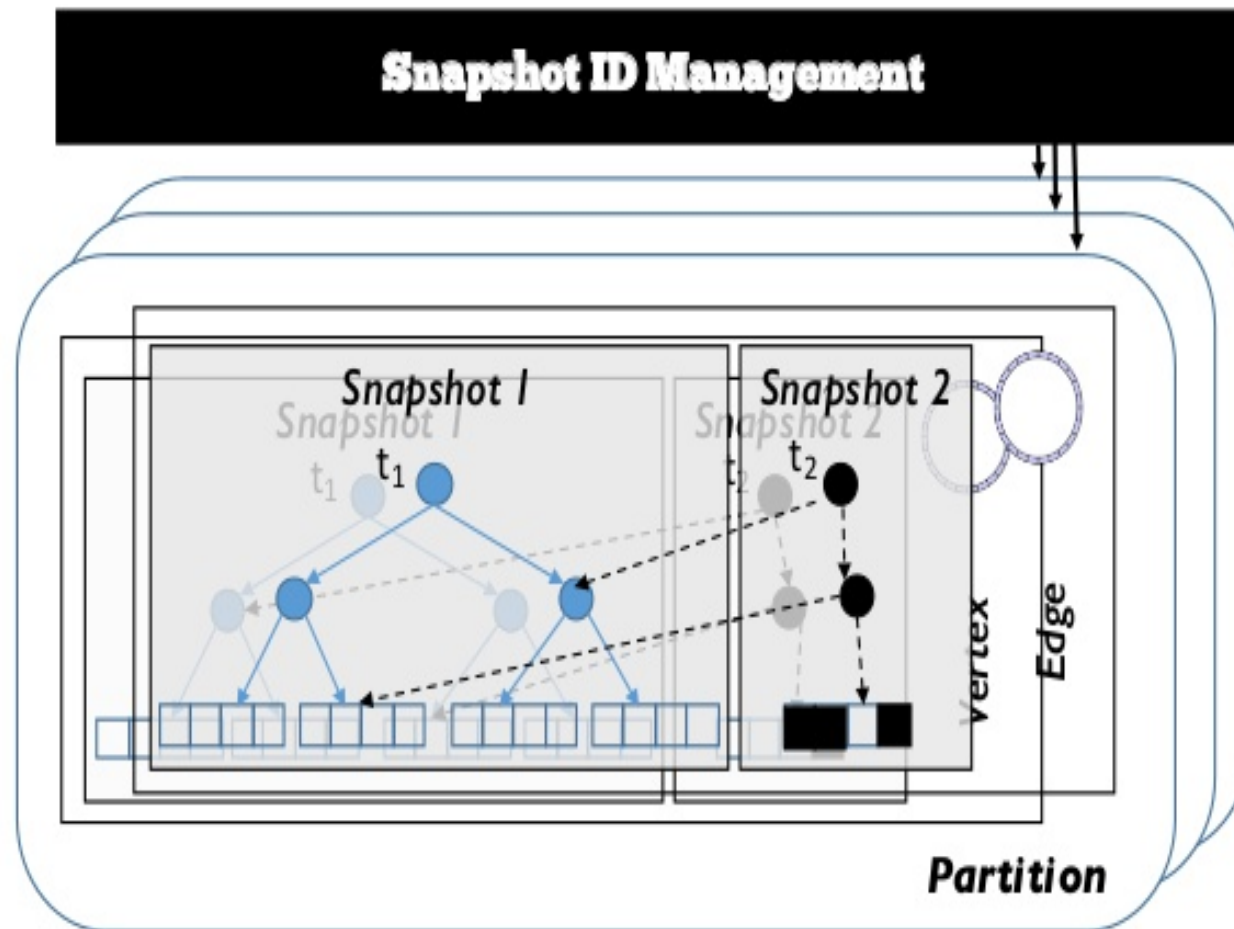 Snapshot ID Management
Snapshot 1
Snapshot 2
Snapshot 1
Snapshot 2
t₁
t₁
t₂
t₂
Vertex
Edge
Partition